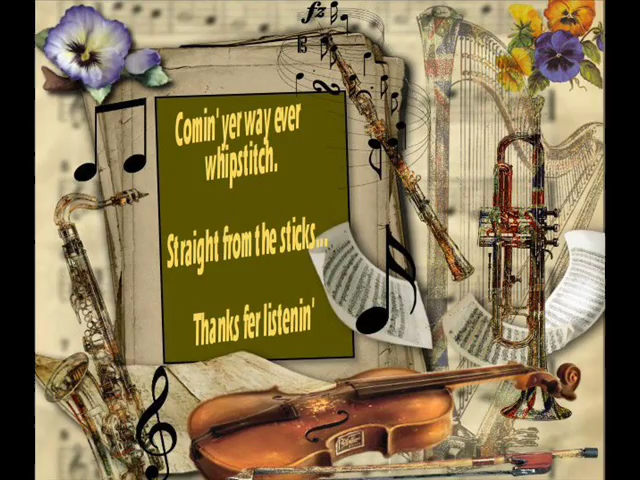 Comin' yer way ever
whipstitch.
Straight from the sticks...
Thanks fer listenin'